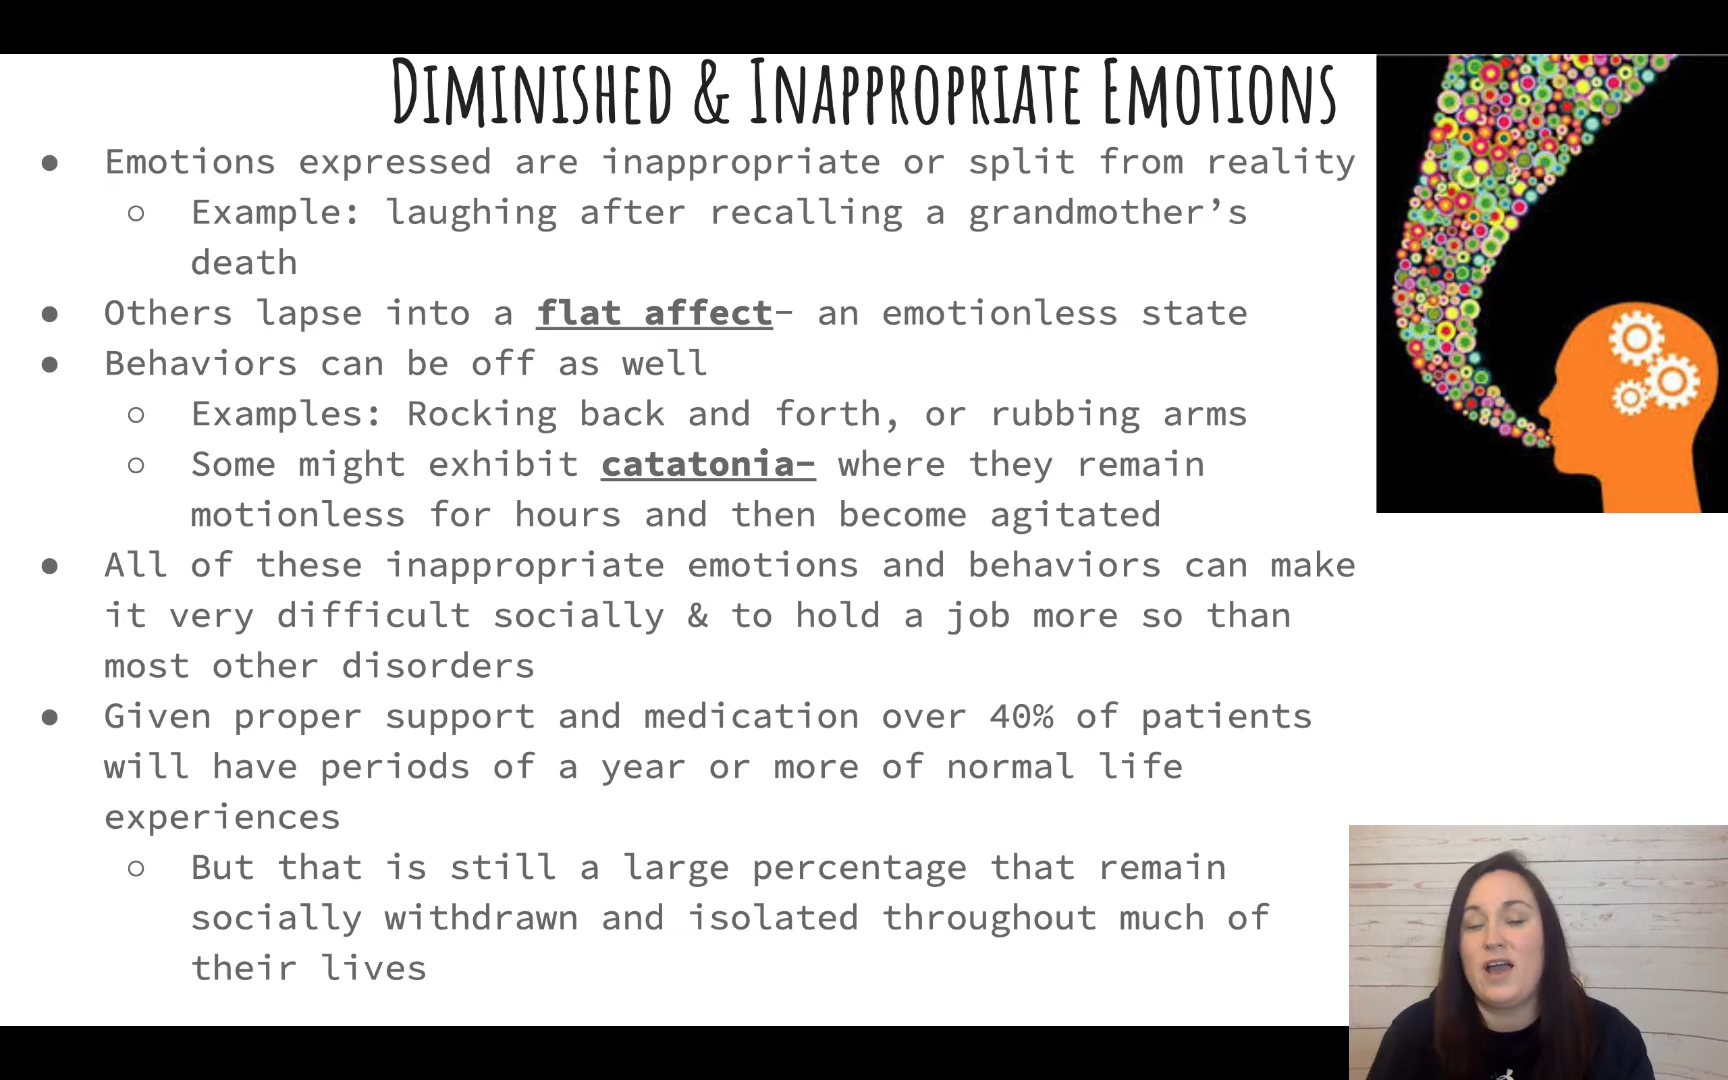 DIMINISHED & INAPPROPRIATE EMOTIONS
● Emotions expressed are inappropriate or split from reality
○ Example: laughing after recalling a grandmother’s
death
● Others lapse into a flat affect- an emotionless state
● Behaviors can be off as well
○ Examples: Rocking back and forth, or rubbing arms
○ Some might exhibit catatonia- where they remain
motionless for hours and then become agitated
● All of these inappropriate emotions and behaviors can make
it very difficult socially & to hold a job more so than
most other disorders
● Given proper support and medication over 40% of patients
will have periods of a year or more of normal life
experiences
○ But that is still a large percentage that remain
socially withdrawn and isolated throughout much of
their lives